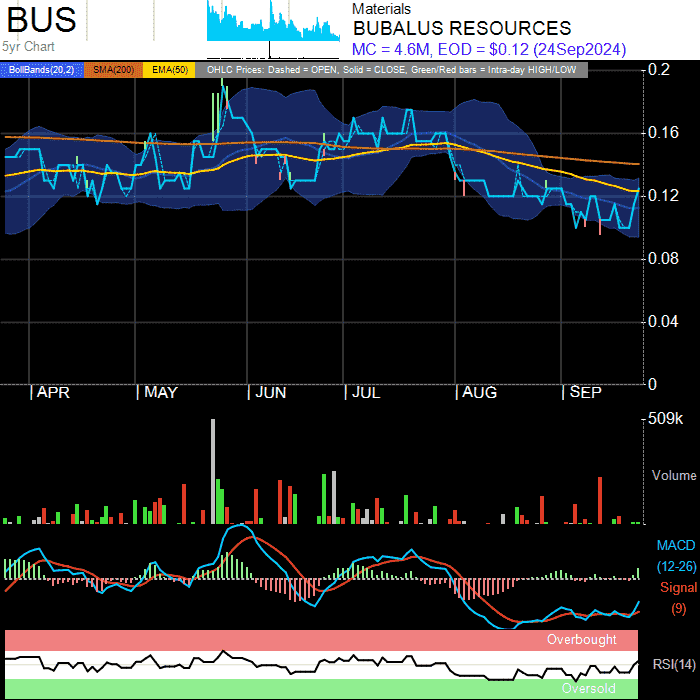 BUS
5yr Chart
Materials
BUBALUS RESOURCES
MC = 4.6M, EOD = $0.12 (24Sep2024)
BollBands(20,2) SMA(200) EMA(50) OHLC Prices: Dashed = OPEN, Solid = CLOSE, Green/Red bars = Intra-day HIGH/LOW
0.2
0.16
0.12
0.08
0.04
0
APR MAY JUN JUL AUG SEP
509k
Volume
MACD
(12-26)
Signal
(9)
Overbought
RSI(14)
Oversold